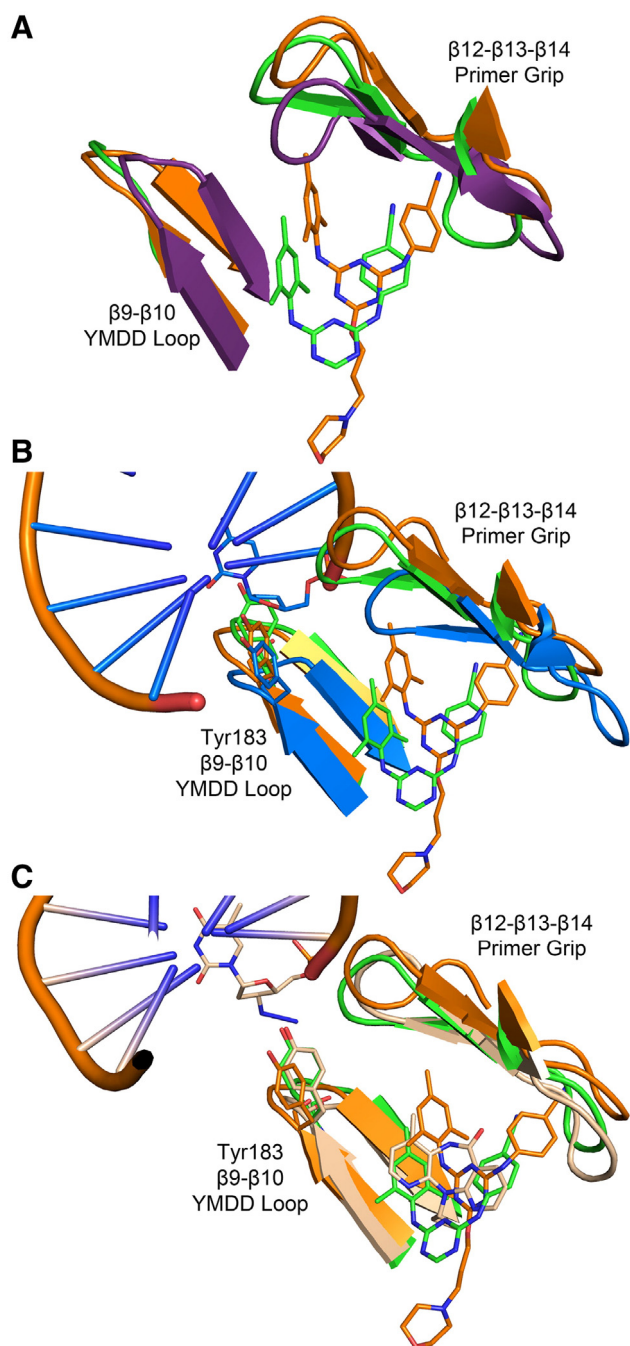 A
β12-β13-β14
Primer Grip
β9-β10
YMDD Loop
B
β12-β13-β14
Primer Grip
Tyr183
β9-β10
YMDD Loop
C
β12-β13-β14
Primer Grip
Tyr183
β9-β10
YMDD Loop